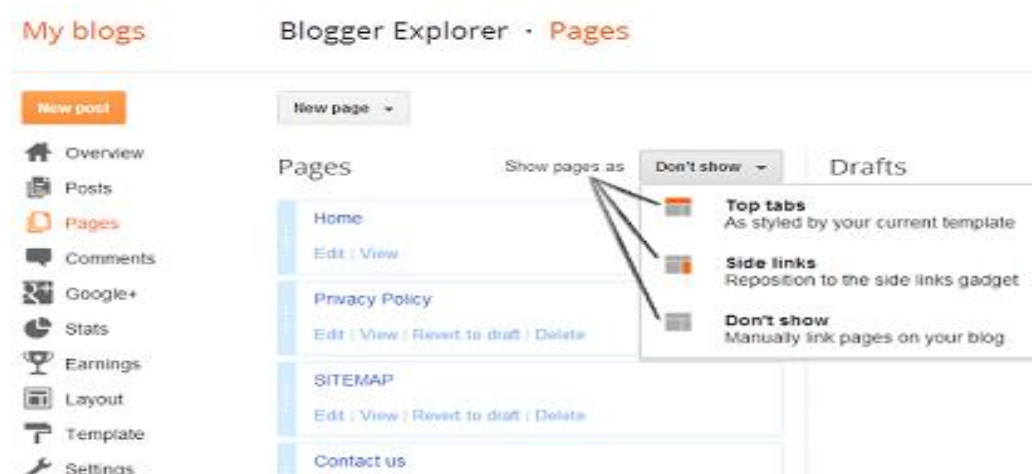 My blogs
Blogger Explorer · Pages
New post
New page
Overview
Posts
Pages
Comments
Google+
Stats
Earnings
Layout
Template
Settings
Pages
Show pages as
Don't show
Drafts
Top tabs
As styled by your current template
Side links
Reposition to the side links gadget
Don't show
Manually link pages on your blog
Home
Edit | View
Privacy Policy
Edit | View | Revert to draft | Delete
SITEMAP
Edit | View | Revert to draft | Delete
Contact us